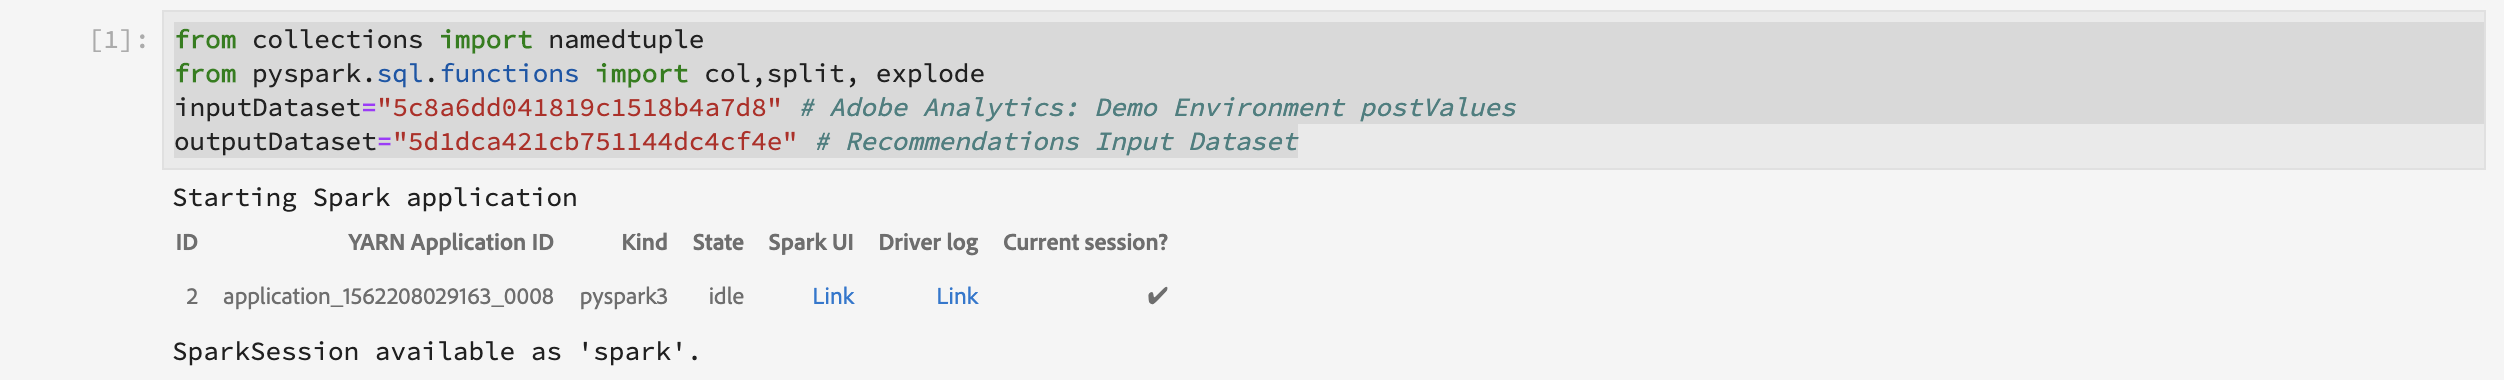 [1]: from collections import namedtuple
from pyspark.sql.functions import col,split, explode
inputDataset="5c8a6dd041819c1518b4a7d8" # Adobe Analytics: Demo Environment postValues
outputDataset="5d1dca421cb751144dc4cf4e" # Recommendations Input Dataset
Starting Spark application
ID YARN Application ID Kind State Spark UI Driver log Current session?
2 application_1562208029163_0008 pyspark3 idle Link Link ✔
SparkSession available as 'spark'.